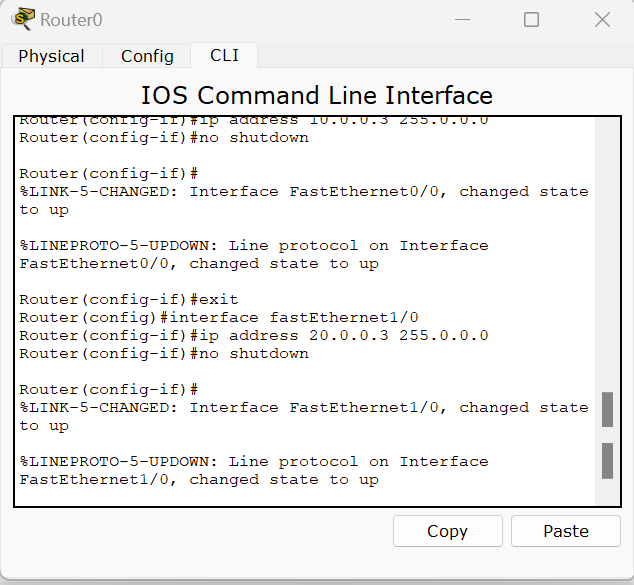 Router0
Physical Config CLI
IOS Command Line Interface
Router(config-if)#ip address 10.0.0.3 255.0.0.0
Router(config-if)#no shutdown
Router(config-if)#
%LINK-5-CHANGED: Interface FastEthernet0/0, changed state
to up
%LINEPROTO-5-UPDOWN: Line protocol on Interface
FastEthernet0/0, changed state to up
Router(config-if)#exit
Router(config)#interface fastEthernet1/0
Router(config-if)#ip address 20.0.0.3 255.0.0.0
Router(config-if)#no shutdown
Router(config-if)#
%LINK-5-CHANGED: Interface FastEthernet1/0, changed state
to up
%LINEPROTO-5-UPDOWN: Line protocol on Interface
FastEthernet1/0, changed state to up
Copy Paste